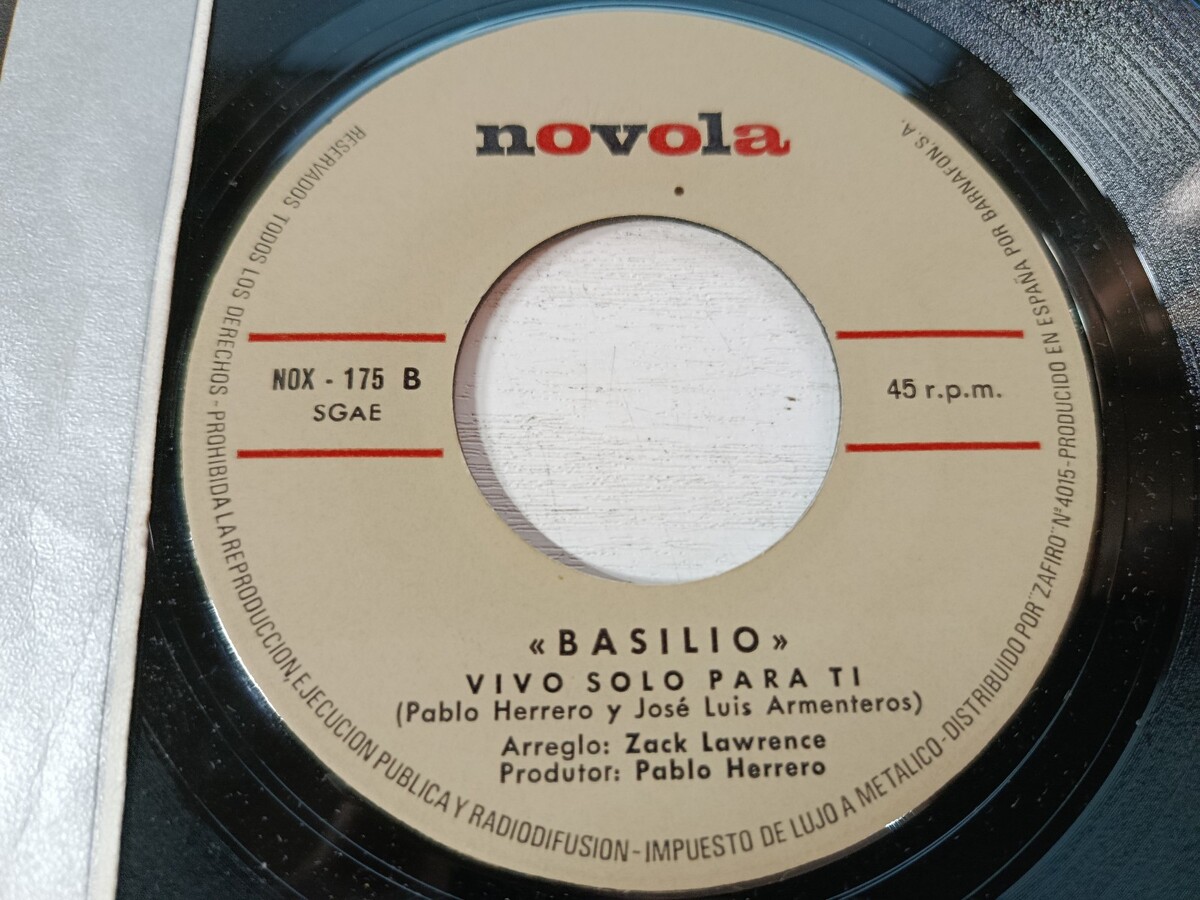 novola
NOX - 175 B
SGAE
45 r.p.m.
«BASILIO»
VIVO SOLO PARA TI
(Pablo Herrero y José Luis Armenteros)
Arreglo: Zack Lawrence
Produtor: Pablo Herrero
RESERVADOS TODOS LOS DERECHOS - PROHIBIDA LA REPRODUCCION, EJECUCION PUBLICA Y RADIODIFUSION - IMPUESTO DE LUJO A METALICO - DISTRIBUIDO POR "ZAFIRO" Nº 4015 - PRODUCIDO EN ESPAÑA POR BARNAFON, S. A.